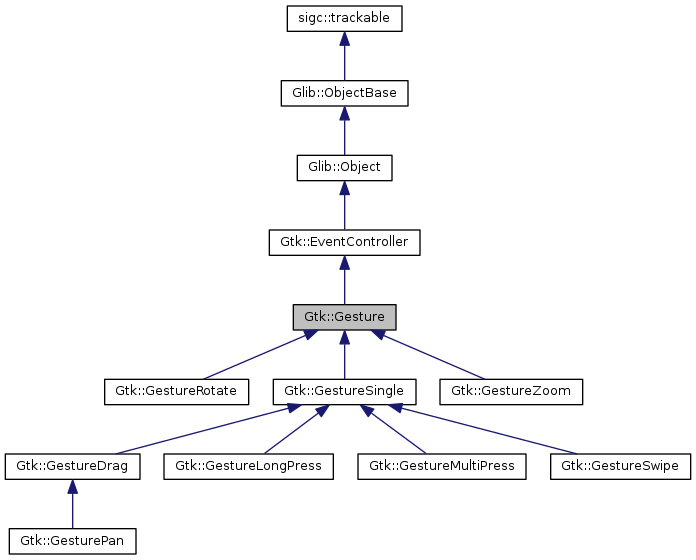 sigc::trackable
Glib::ObjectBase
Glib::Object
Gtk::EventController
Gtk::Gesture
Gtk::GestureRotate
Gtk::GestureSingle
Gtk::GestureZoom
Gtk::GestureDrag
Gtk::GestureLongPress
Gtk::GestureMultiPress
Gtk::GestureSwipe
Gtk::GesturePan